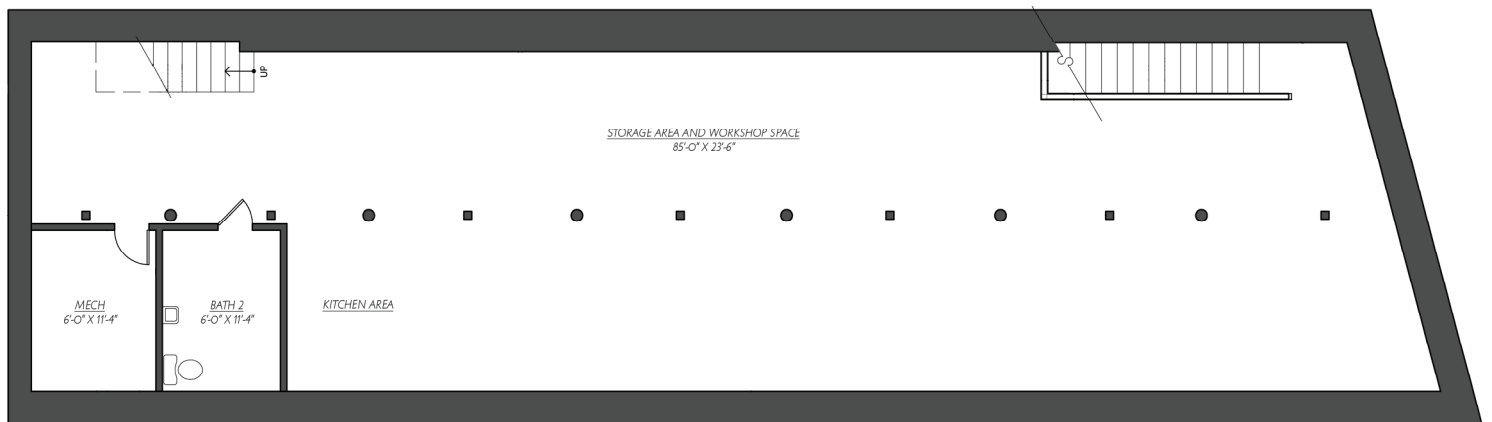 UP
S
STORAGE AREA AND WORKSHOP SPACE
85'-0" X 23'-6"
MECH
6'-0" X 11'-4"
BATH 2
6'-0" X 11'-4"
KITCHEN AREA